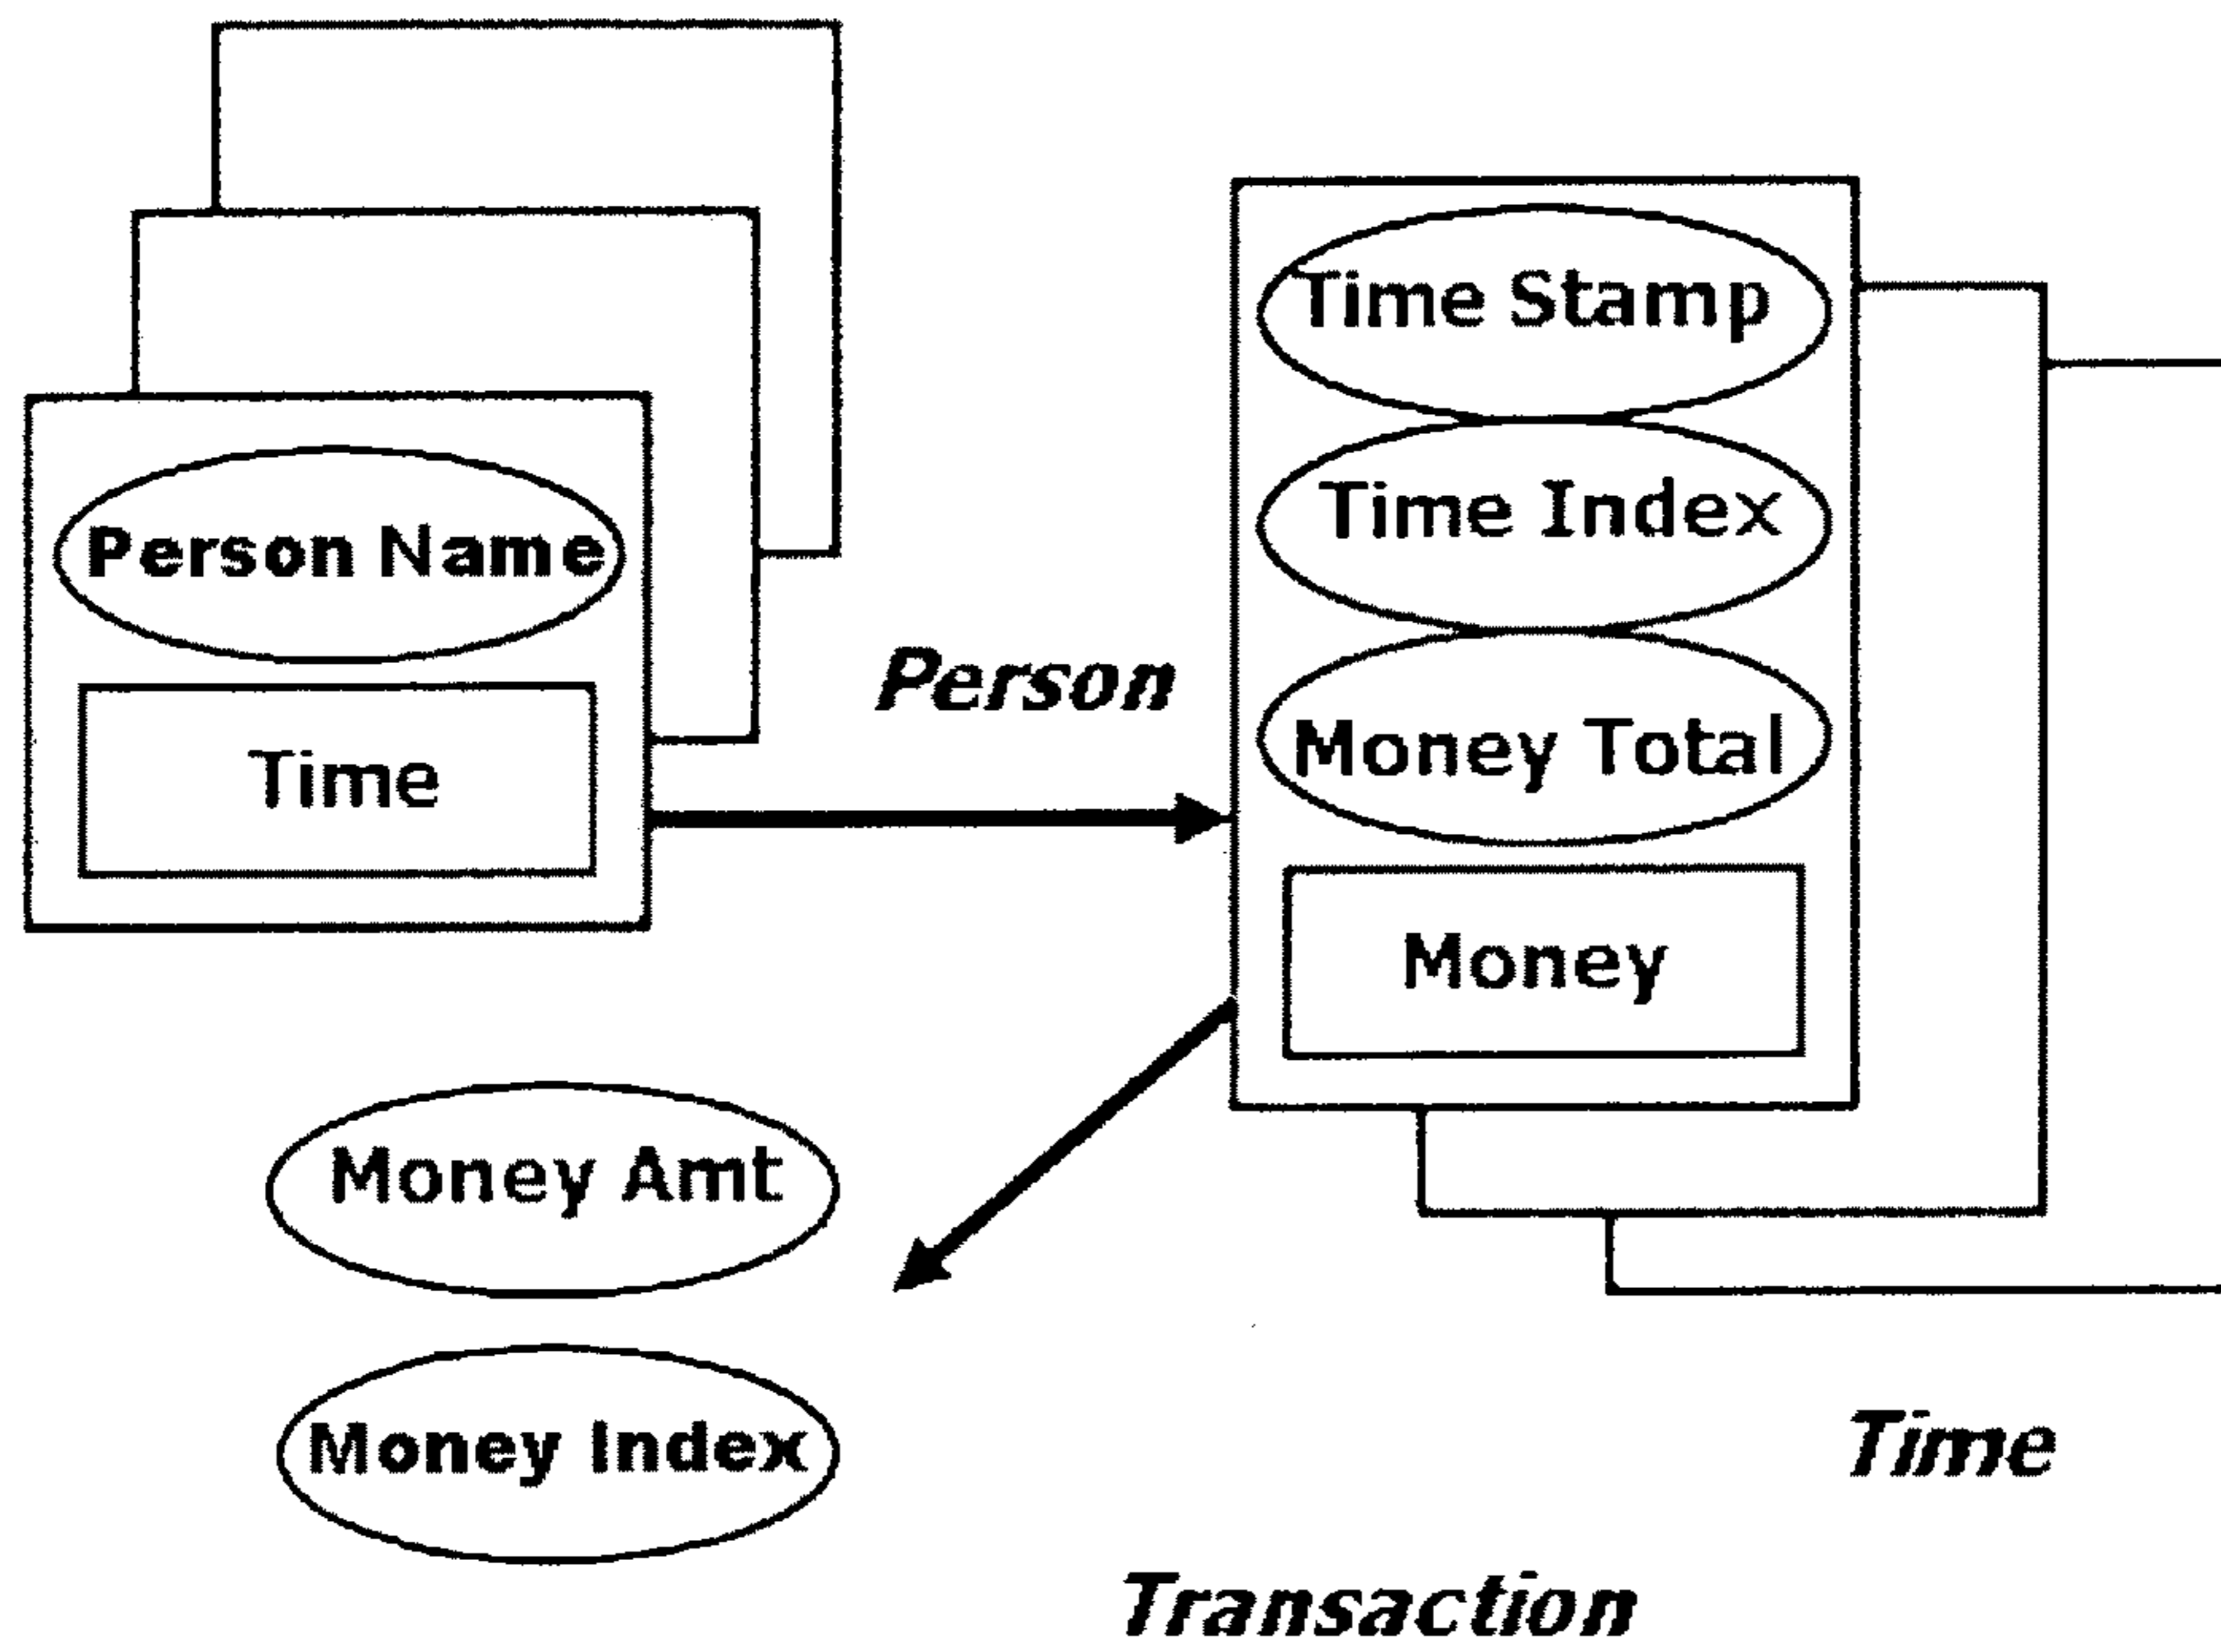 Person Name
Time
Person
Time Stamp
Time Index
Money Total
Money
Money Amt
Money Index
Time
Transaction